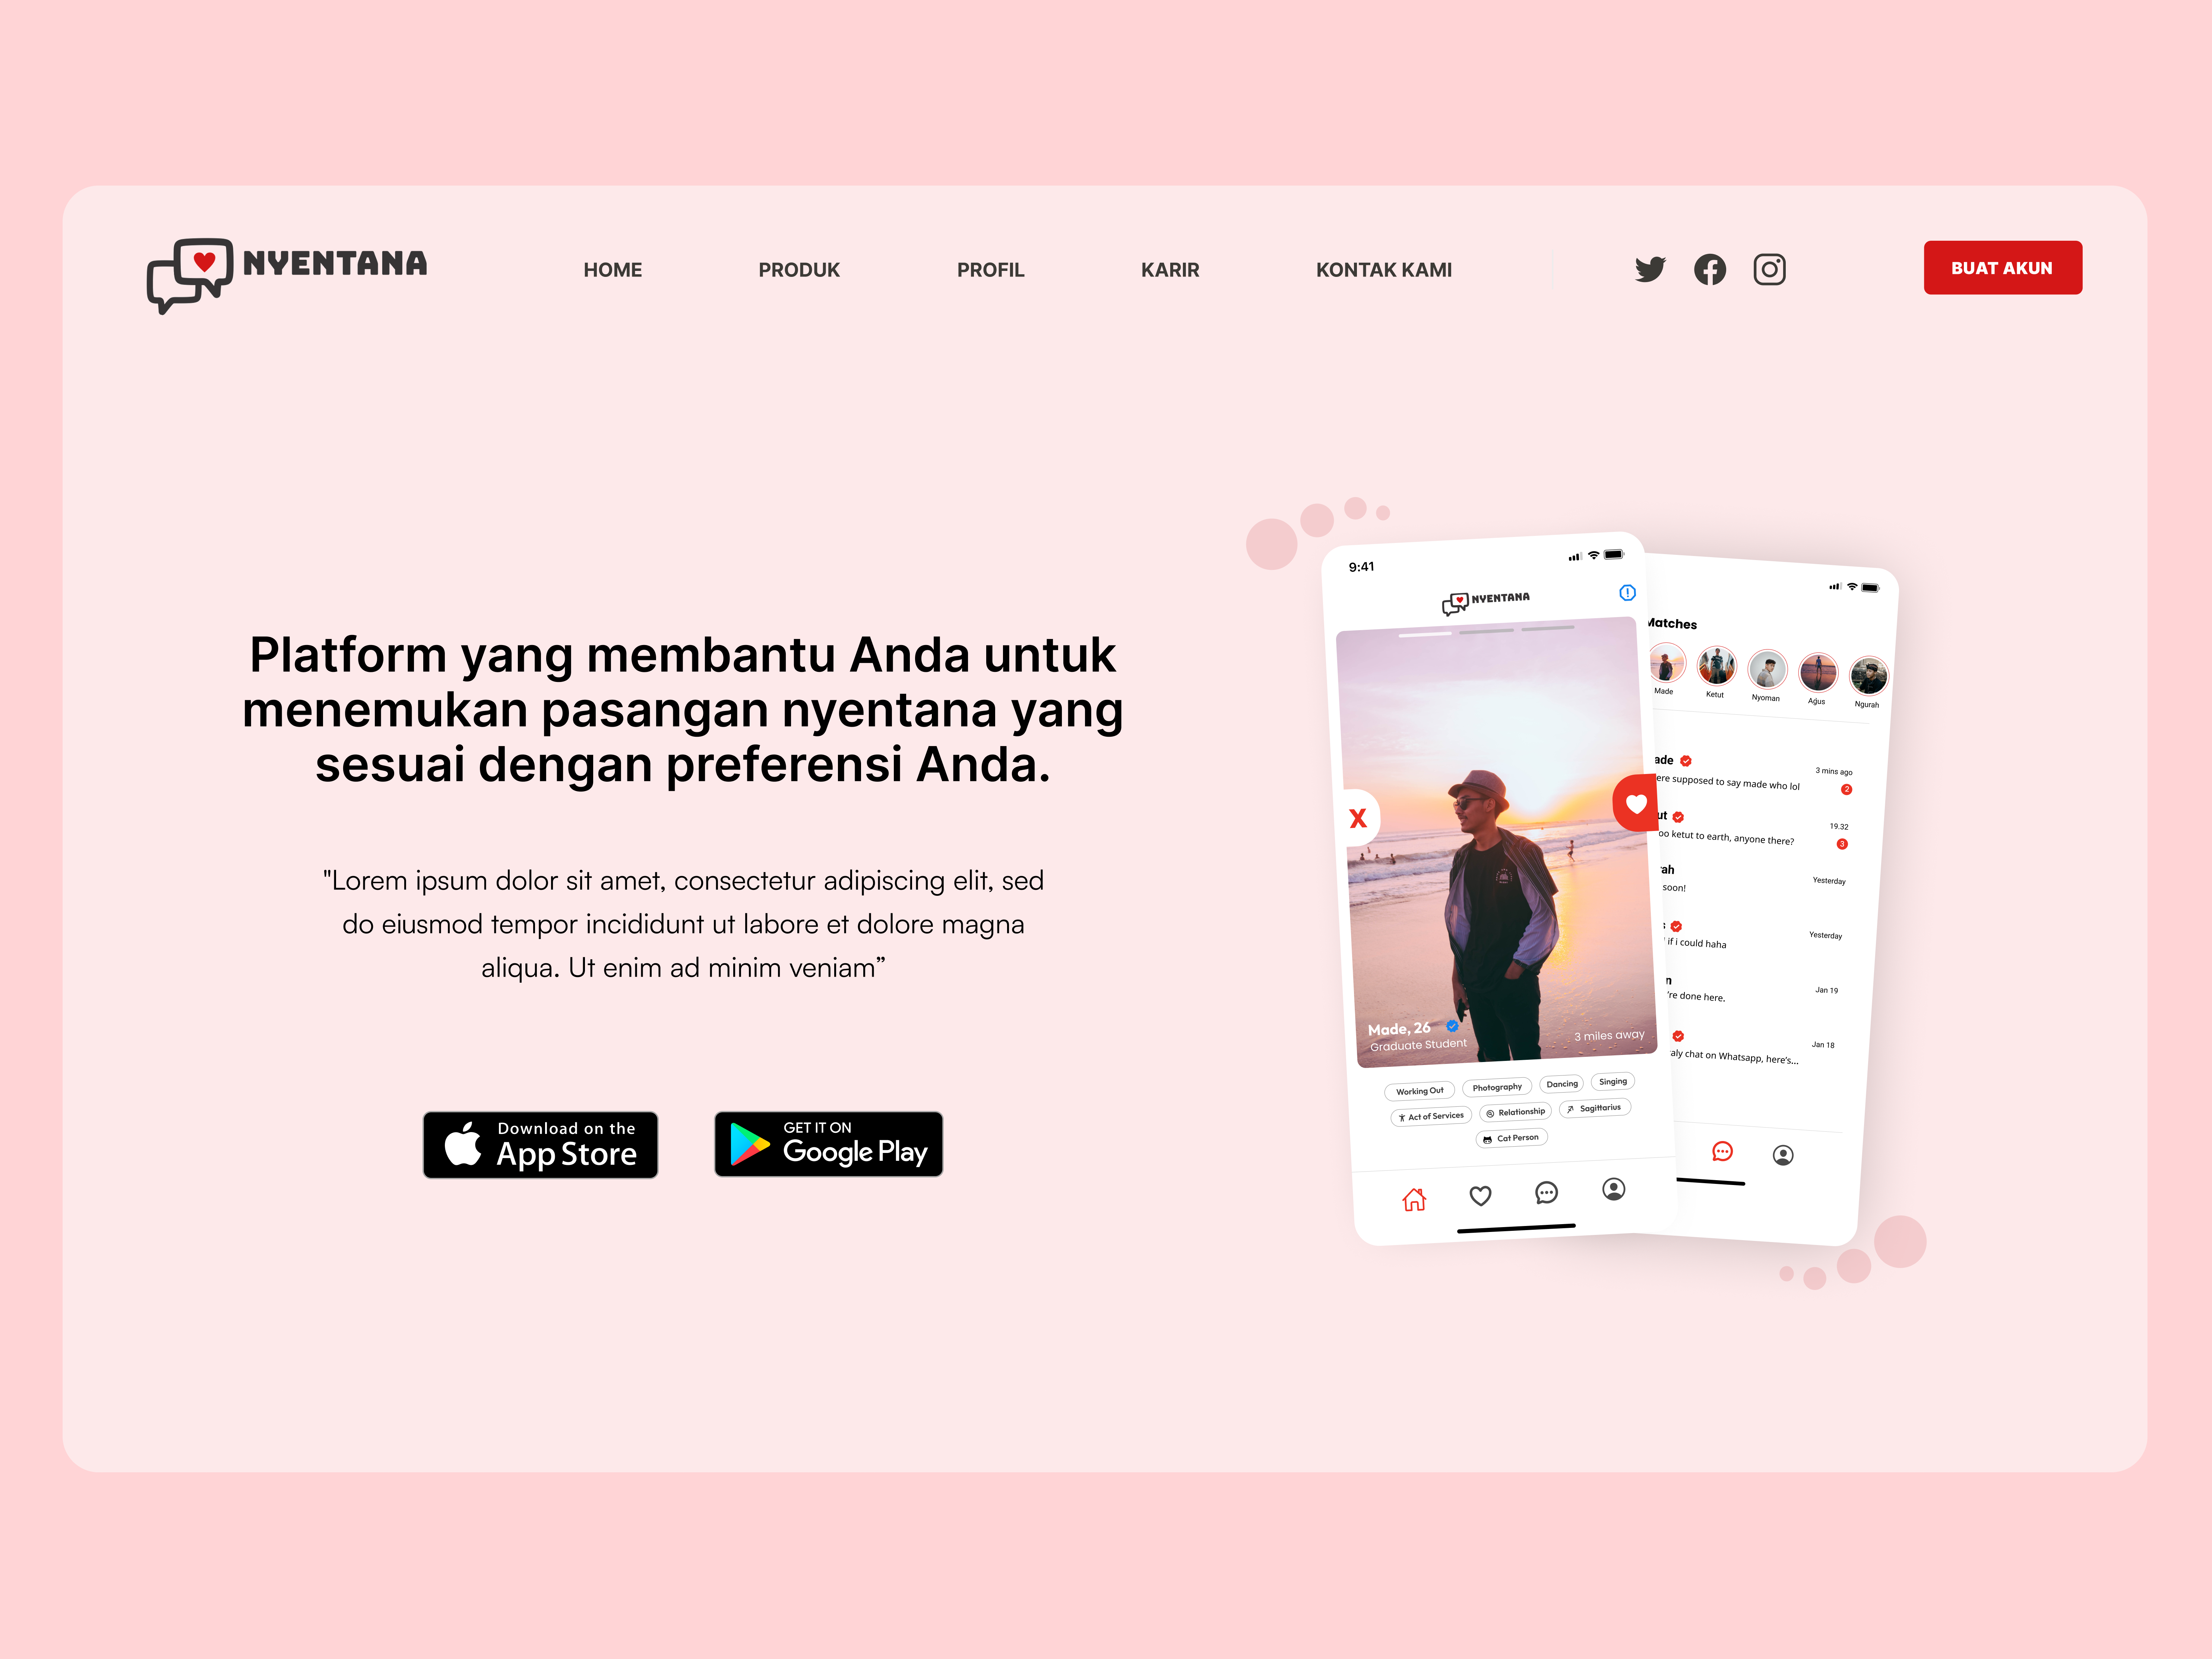 NYENTANA
HOME
PRODUK
PROFIL
KARIR
KONTAK KAMI
BUAT AKUN
Platform yang membantu Anda untuk
menemukan pasangan nyentana yang
sesuai dengan preferensi Anda.
"Lorem ipsum dolor sit amet, consectetur adipiscing elit, sed
do eiusmod tempor incididunt ut labore et dolore magna
aliqua. Ut enim ad minim veniam”
Download on the
App Store
GET IT ON
Google Play
9:41
NYENTANA
X
Made, 26
Graduate Student
3 miles away
Working Out
Photography
Dancing
Singing
Act of Services
Relationship
Sagittarius
Cat Person
Matches
Made
Ketut
Nyoman
Agus
Ngurah
ade
3 mins ago
ere supposed to say made who lol
2
ut
19.32
oo ketut to earth, anyone there?
3
rah
Yesterday
soon!
s
Yesterday
if i could haha
n
Jan 19
're done here.
Jan 18
aly chat on Whatsapp, here's...